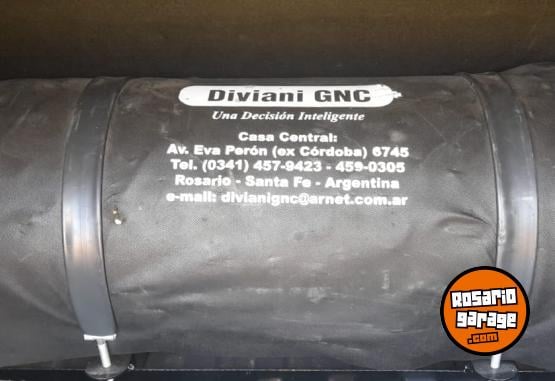 Diviani GNC
Una Decisión Inteligente
Casa Central:
Av. Eva Perón (ex Córdoba) 6745
Tel. (0341) 457-9423 - 459-0305
Rosario - Santa Fe - Argentina
e-mail: divianignc@arnet.com.ar
Rosario
garage
.com